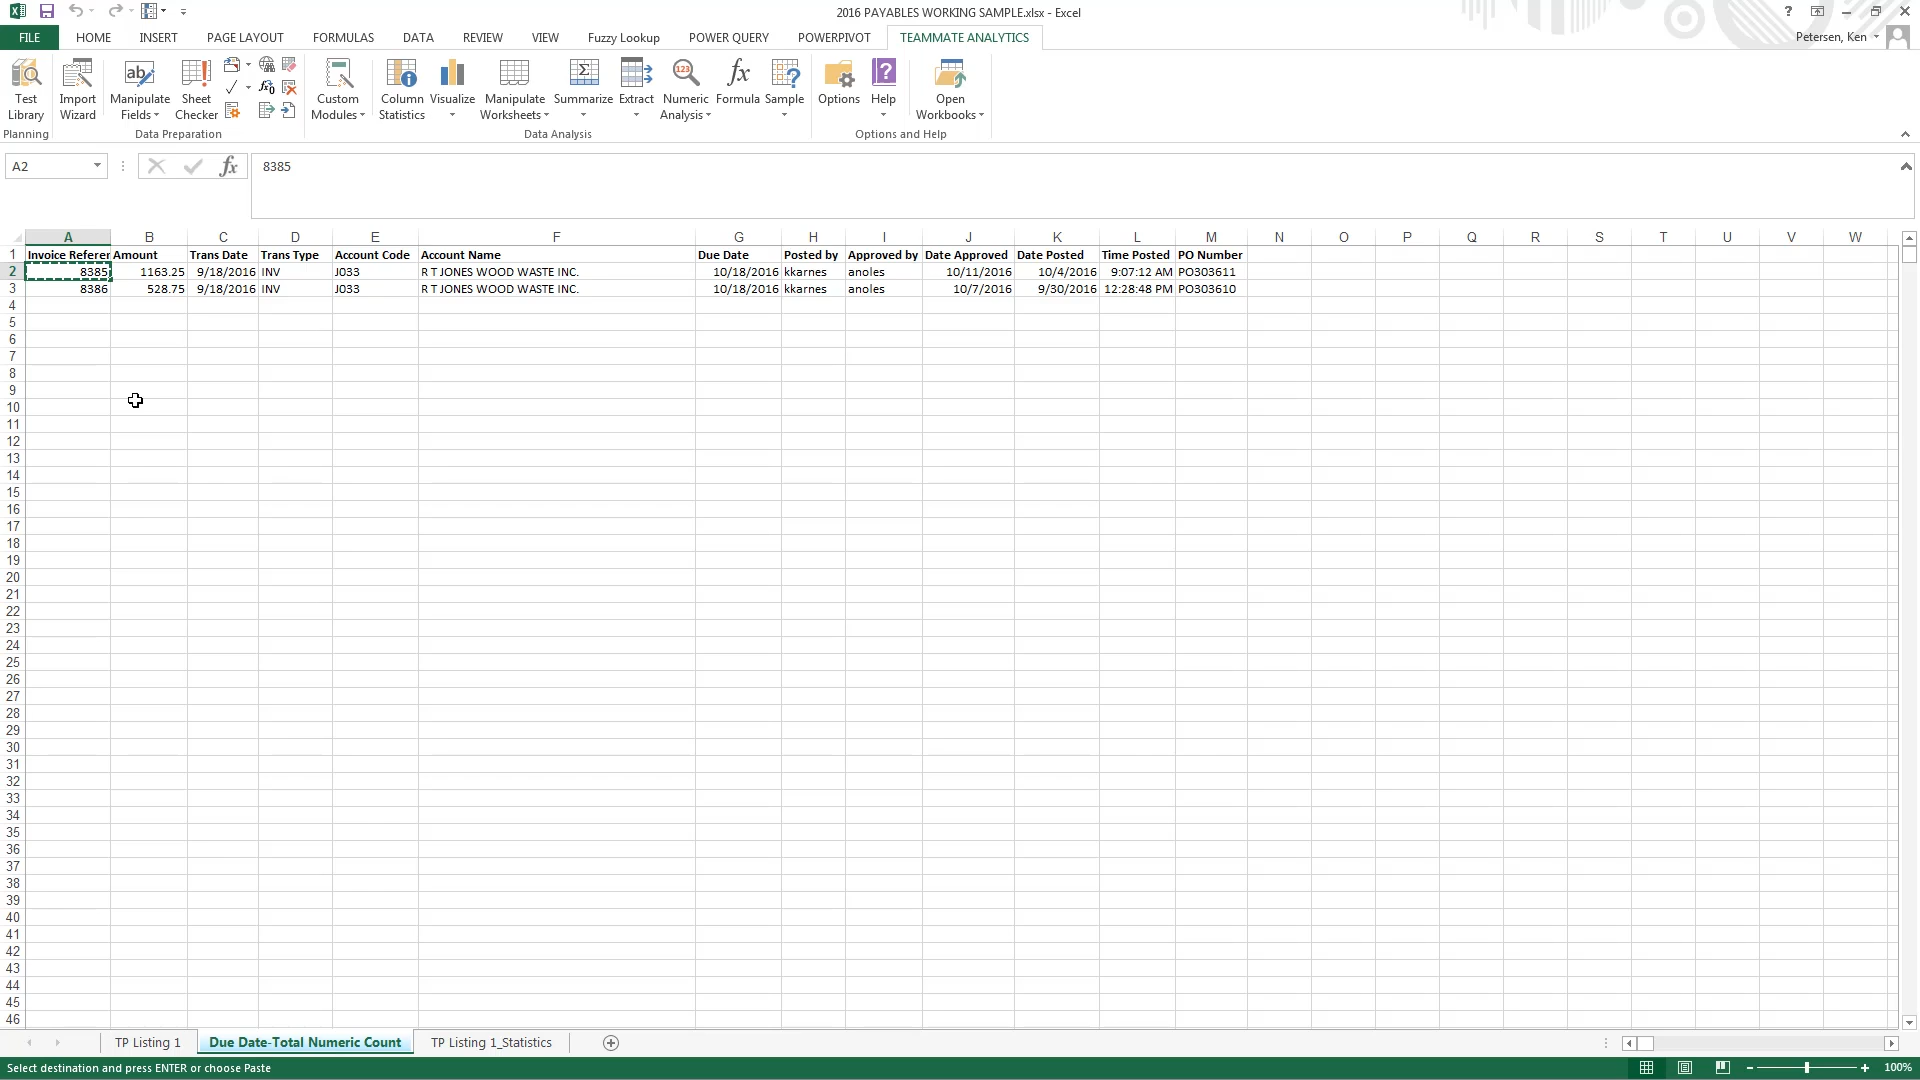 2016 PAYABLES WORKING SAMPLE.xlsx - Excel
FILE HOME INSERT PAGE LAYOUT FORMULAS DATA REVIEW VIEW Fuzzy Lookup POWER QUERY POWERPIVOT TEAMMATE ANALYTICS Petersen, Ken
Test Library
Import Wizard
Manipulate Fields
Sheet Checker
Custom Modules
Column Statistics
Visualize
Manipulate Worksheets
Summarize
Extract
Numeric Analysis
Formula
Sample
Options
Help
Open Workbooks
Planning Data Preparation Data Analysis Options and Help
A2 fx 8385
A B C D E F G H I J K L M N O P Q R S T U V W
1 Invoice Referer Amount Trans Date Trans Type Account Code Account Name Due Date Posted by Approved by Date Approved Date Posted Time Posted PO Number
2 8385 1163.25 9/18/2016 INV J033 R T JONES WOOD WASTE INC. 10/18/2016 kkarnes anoles 10/11/2016 10/4/2016 9:07:12 AM PO303611
3 8386 528.75 9/18/2016 INV J033 R T JONES WOOD WASTE INC. 10/18/2016 kkarnes anoles 10/7/2016 9/30/2016 12:28:48 PM PO303610
4
5
6
7
8
9
10
11
12
13
14
15
16
17
18
19
20
21
22
23
24
25
26
27
28
29
30
31
32
33
34
35
36
37
38
39
40
41
42
43
44
45
46
TP Listing 1 Due Date-Total Numeric Count TP Listing 1_Statistics
Select destination and press ENTER or choose Paste 100%